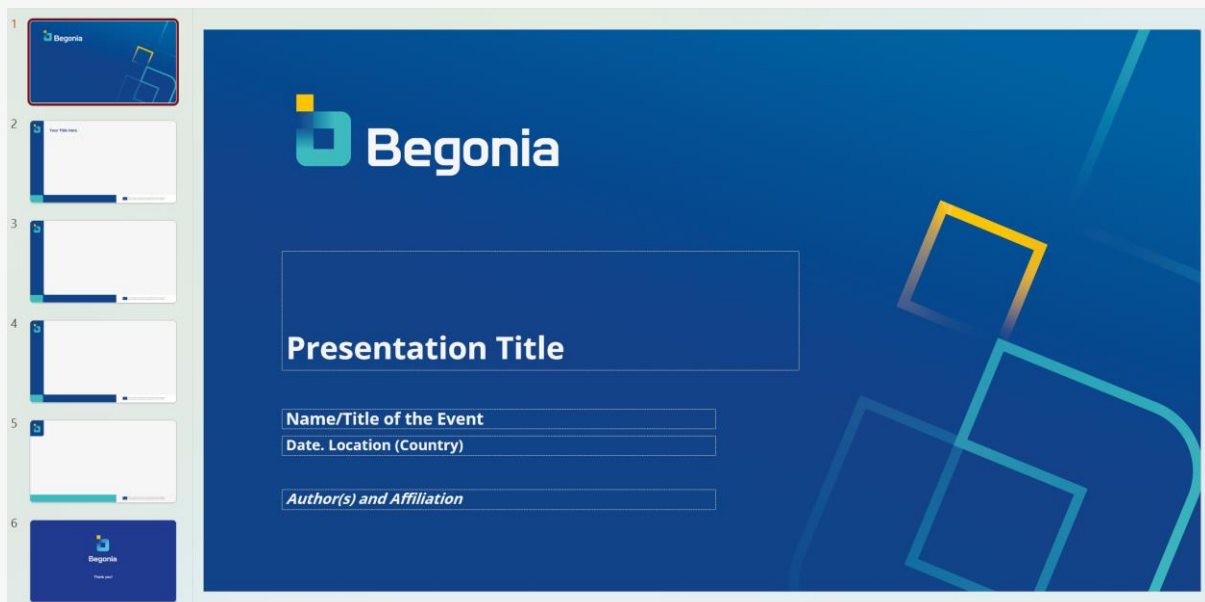 1
Begonia
2
Your Title Here
3
4
5
6
Begonia
Thank you!
Begonia
Presentation Title
Name/Title of the Event
Date. Location (Country)
Author(s) and Affiliation